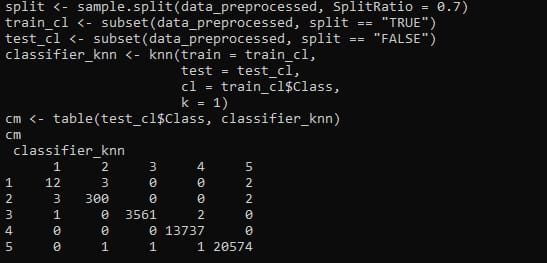 split <- sample.split(data_preprocessed, SplitRatio = 0.7)
train_cl <- subset(data_preprocessed, split == "TRUE")
test_cl <- subset(data_preprocessed, split == "FALSE")
classifier_knn <- knn(train = train_cl,
test = test_cl,
cl = train_cl$Class,
k = 1)
cm <- table(test_cl$Class, classifier_knn)
cm
classifier_knn
1 2 3 4 5
1 12 3 0 0 2
2 3 300 0 0 2
3 1 0 3561 2 0
4 0 0 0 13737 0
5 0 1 1 1 20574